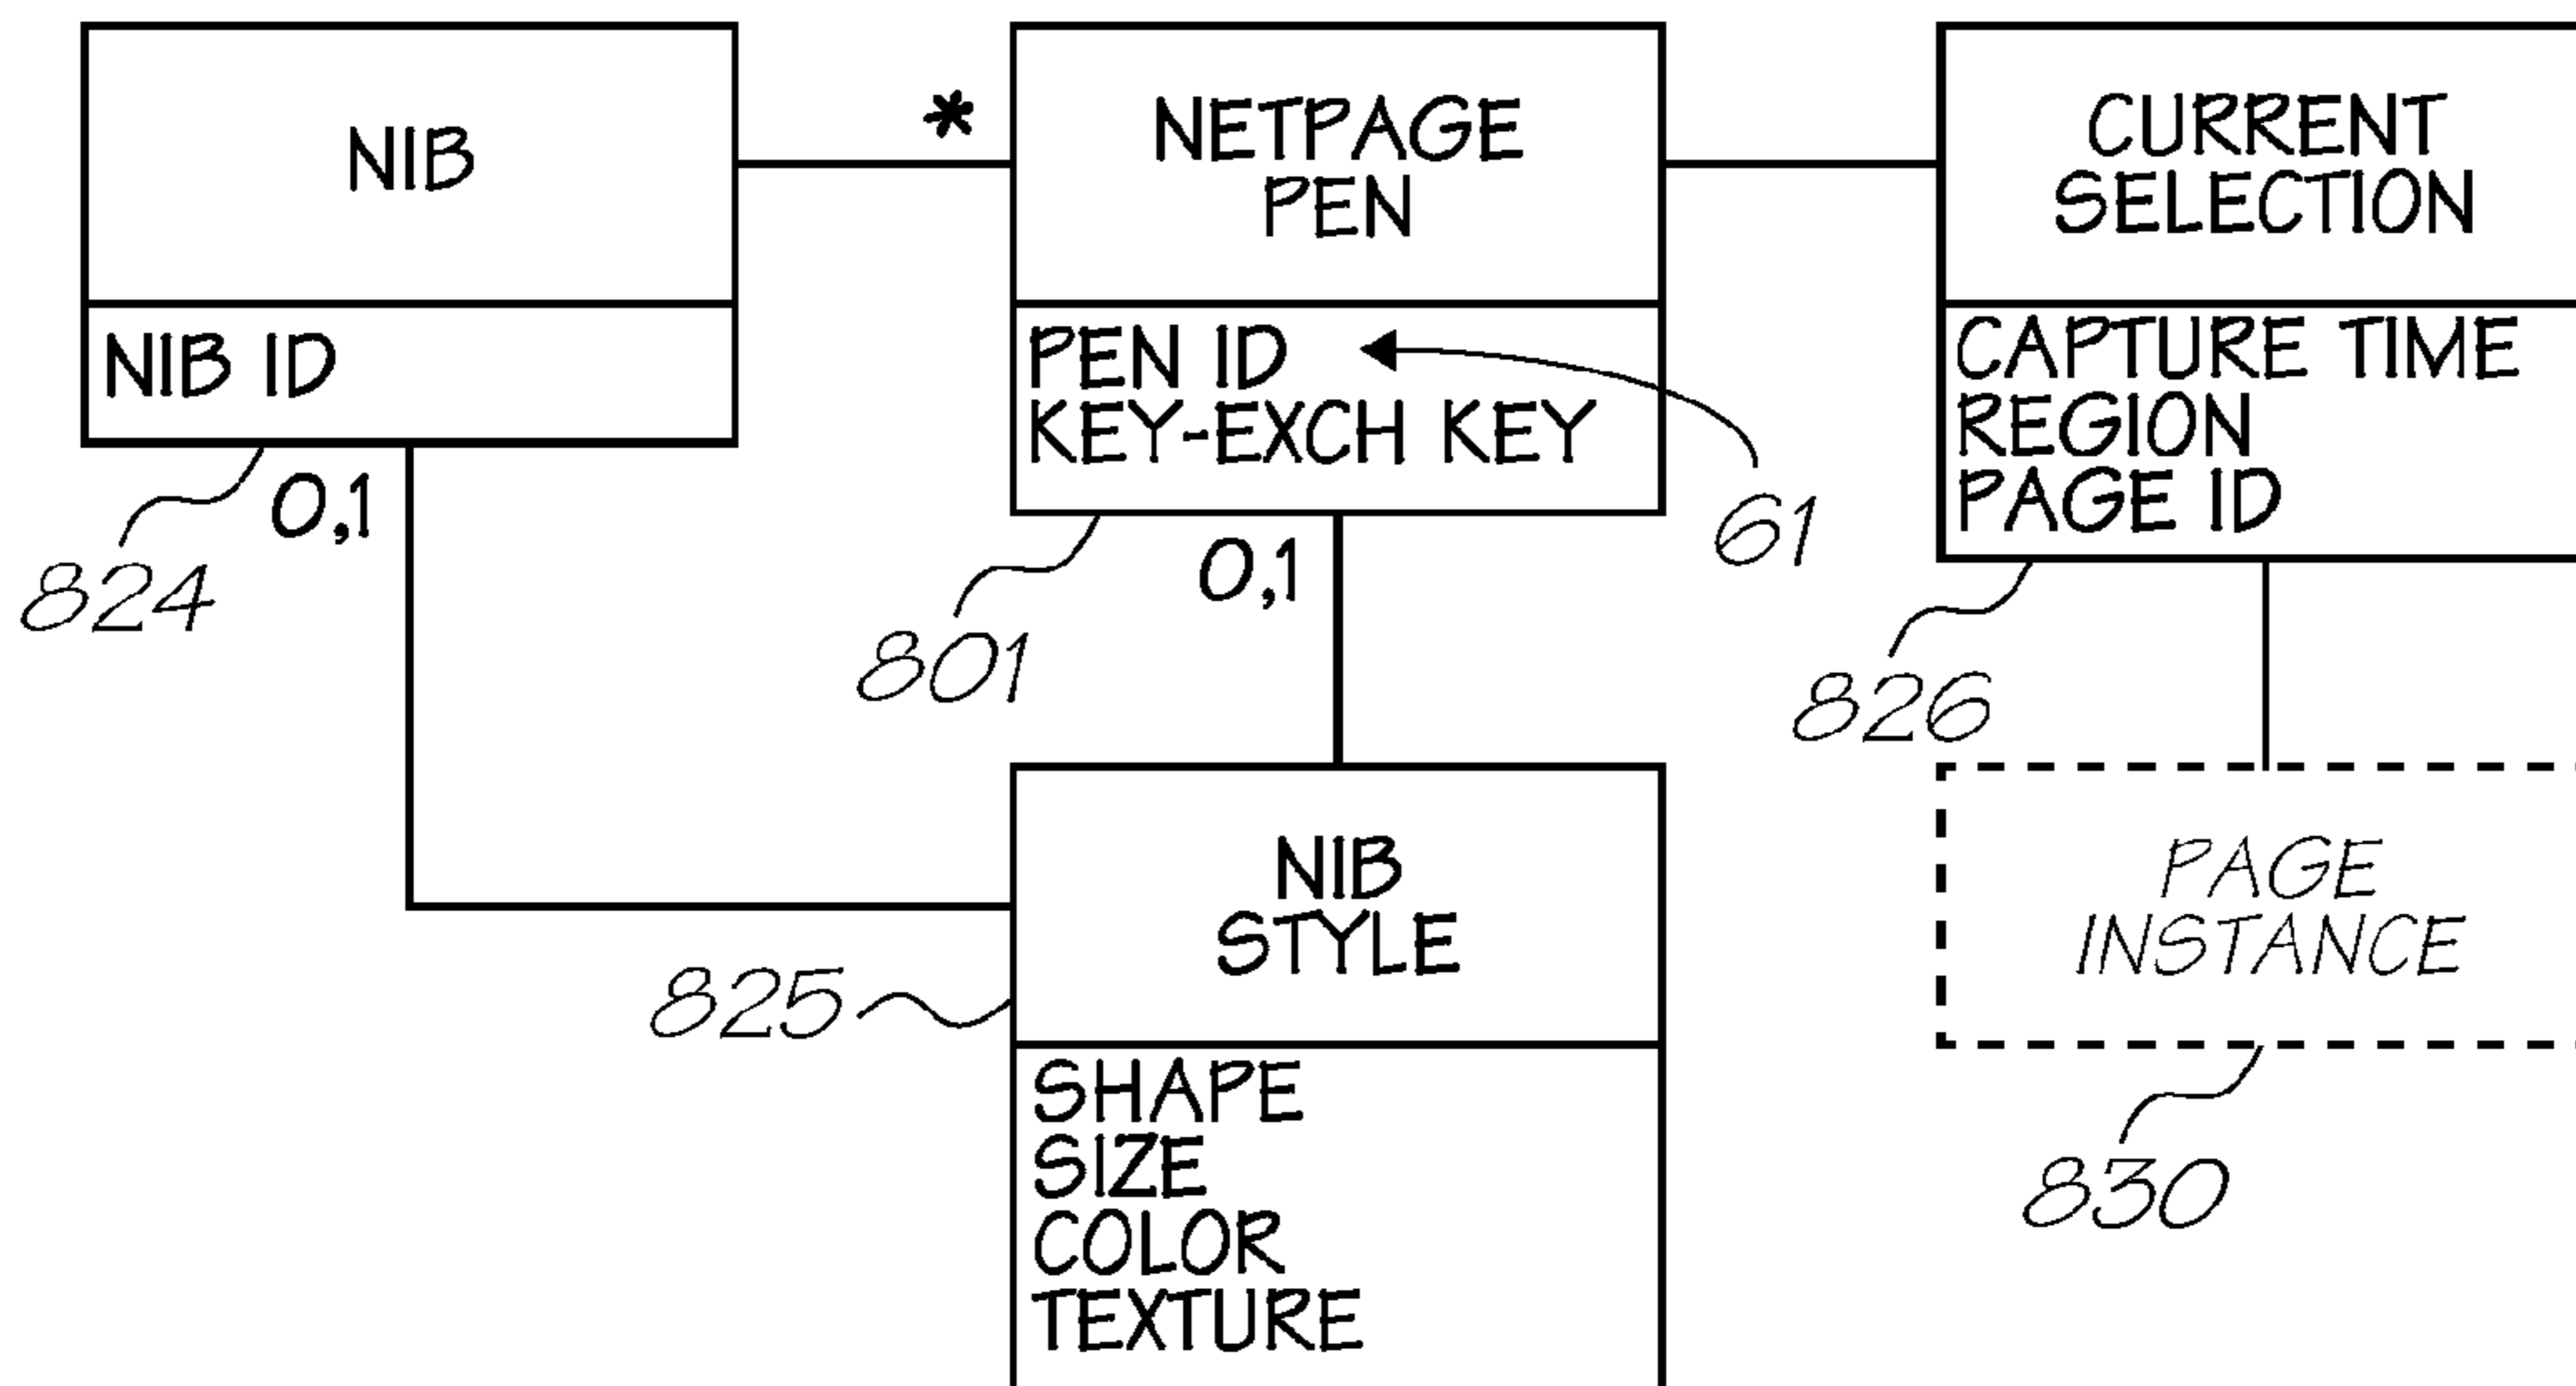 NIB
NIB ID
824
0,1
*
NETPAGE
PEN
PEN ID
KEY-EXCH KEY
61
801
0,1
CURRENT
SELECTION
CAPTURE TIME
REGION
PAGE ID
826
NIB
STYLE
825
SHAPE
SIZE
COLOR
TEXTURE
PAGE
INSTANCE
830